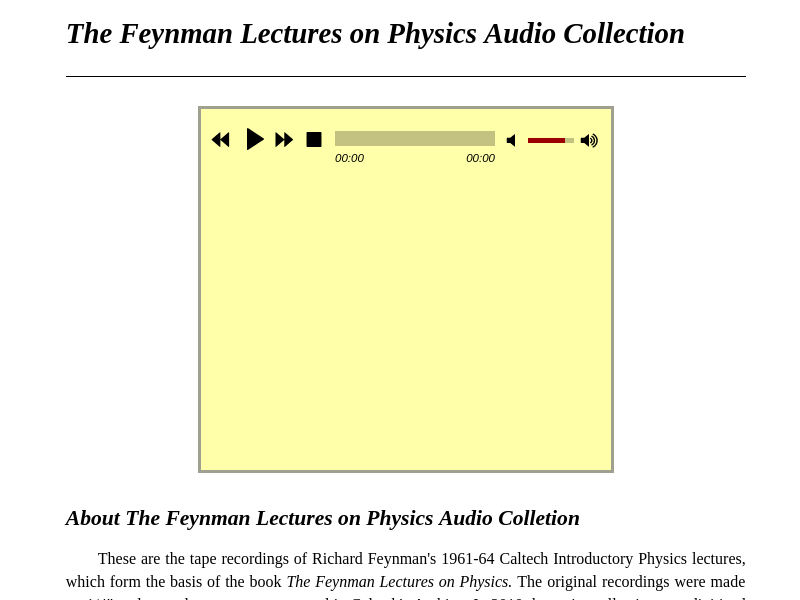 The Feynman Lectures on Physics Audio Collection
00:00 00:00
About The Feynman Lectures on Physics Audio Colletion
These are the tape recordings of Richard Feynman's 1961-64 Caltech Introductory Physics lectures,
which form the basis of the book The Feynman Lectures on Physics. The original recordings were made